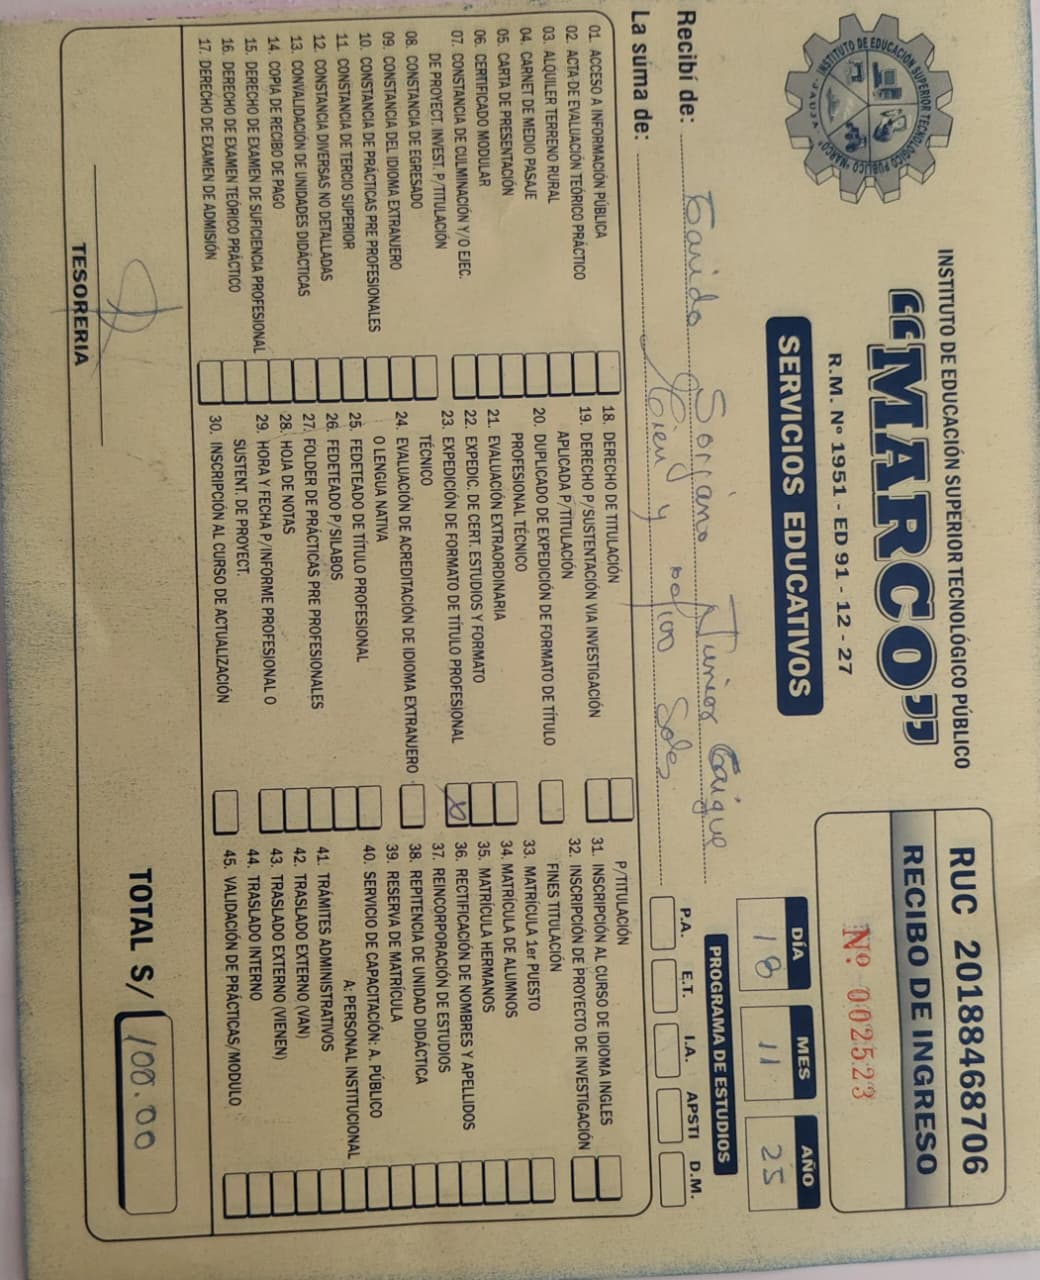 INSTITUTO DE EDUCACIÓN SUPERIOR TECNOLÓGICO PÚBLICO "MARCO"
JAUJA
INSTITUTO DE EDUCACIÓN SUPERIOR TECNOLÓGICO PÚBLICO
“MARCO”
R.M. Nº 1951 - ED 91 - 12 - 27
SERVICIOS EDUCATIVOS
RUC 20188468706
RECIBO DE INGRESO
Nº 002523
DÍA MES AÑO
18 11 25
PROGRAMA DE ESTUDIOS
P.A. E.T. I.A. APSTI D.M.
Recibí de: Soriano Junior
La suma de: Cien y 00/100 Soles
01. ACCESO A INFORMACIÓN PÚBLICA
02. ACTA DE EVALUACIÓN TEÓRICO PRÁCTICO
03. ALQUILER TERRENO RURAL
04. CARNET DE MEDIO PASAJE
05. CARTA DE PRESENTACIÓN
06. CERTIFICADO MODULAR
07. CONSTANCIA DE CULMINACIÓN Y/O EJEC.
DE PROYECT. INVEST. P/TITULACIÓN
08. CONSTANCIA DE EGRESADO
09. CONSTANCIA DEL IDIOMA EXTRANJERO
10. CONSTANCIA DE PRÁCTICAS PRE PROFESIONALES
11. CONSTANCIA DE TERCIO SUPERIOR
12. CONSTANCIA DIVERSAS NO DETALLADAS
13. CONVALIDACIÓN DE UNIDADES DIDÁCTICAS
14. COPIA DE RECIBO DE PAGO
15. DERECHO DE EXAMEN DE SUFICIENCIA PROFESIONAL
16. DERECHO DE EXAMEN TEÓRICO PRÁCTICO
17. DERECHO DE EXAMEN DE ADMISIÓN
18. DERECHO DE TITULACIÓN
19. DERECHO P/SUSTENTACIÓN VIA INVESTIGACIÓN
APLICADA P/TITULACIÓN
20. DUPLICADO DE EXPEDICIÓN DE FORMATO DE TÍTULO
PROFESIONAL TÉCNICO
21. EVALUACIÓN EXTRAORDINARIA
22. EXPEDIC. DE CERT. ESTUDIOS Y FORMATO
23. EXPEDICIÓN DE FORMATO DE TÍTULO PROFESIONAL X
TÉCNICO
24. EVALUACIÓN DE ACREDITACIÓN DE IDIOMA EXTRANJERO
O LENGUA NATIVA
25. FEDETEADO DE TÍTULO PROFESIONAL
26. FEDETEADO P/SILABOS
27. FOLDER DE PRÁCTICAS PRE PROFESIONALES
28. HOJA DE NOTAS
29. HORA Y FECHA P/INFORME PROFESIONAL O
SUSTENT. DE PROYECT.
30. INSCRIPCIÓN AL CURSO DE ACTUALIZACIÓN
P/TITULACIÓN
31. INSCRIPCIÓN AL CURSO DE IDIOMA INGLES
32. INSCRIPCIÓN DE PROYECTO DE INVESTIGACIÓN
FINES TITULACIÓN
33. MATRÍCULA 1er PUESTO
34. MATRÍCULA DE ALUMNOS
35. MATRÍCULA HERMANOS
36. RECTIFICACIÓN DE NOMBRES Y APELLIDOS
37. REINCORPORACIÓN DE ESTUDIOS
38. REPITENCIA DE UNIDAD DIDÁCTICA
39. RESERVA DE MATRÍCULA
40. SERVICIO DE CAPACITACIÓN: A. PÚBLICO
A: PERSONAL INSTITUCIONAL
41. TRÁMITES ADMINISTRATIVOS
42. TRASLADO EXTERNO (VAN)
43. TRASLADO EXTERNO (VIENEN)
44. TRASLADO INTERNO
45. VALIDACIÓN DE PRÁCTICAS/MODULO
TESORERIA
TOTAL S/ 100.00